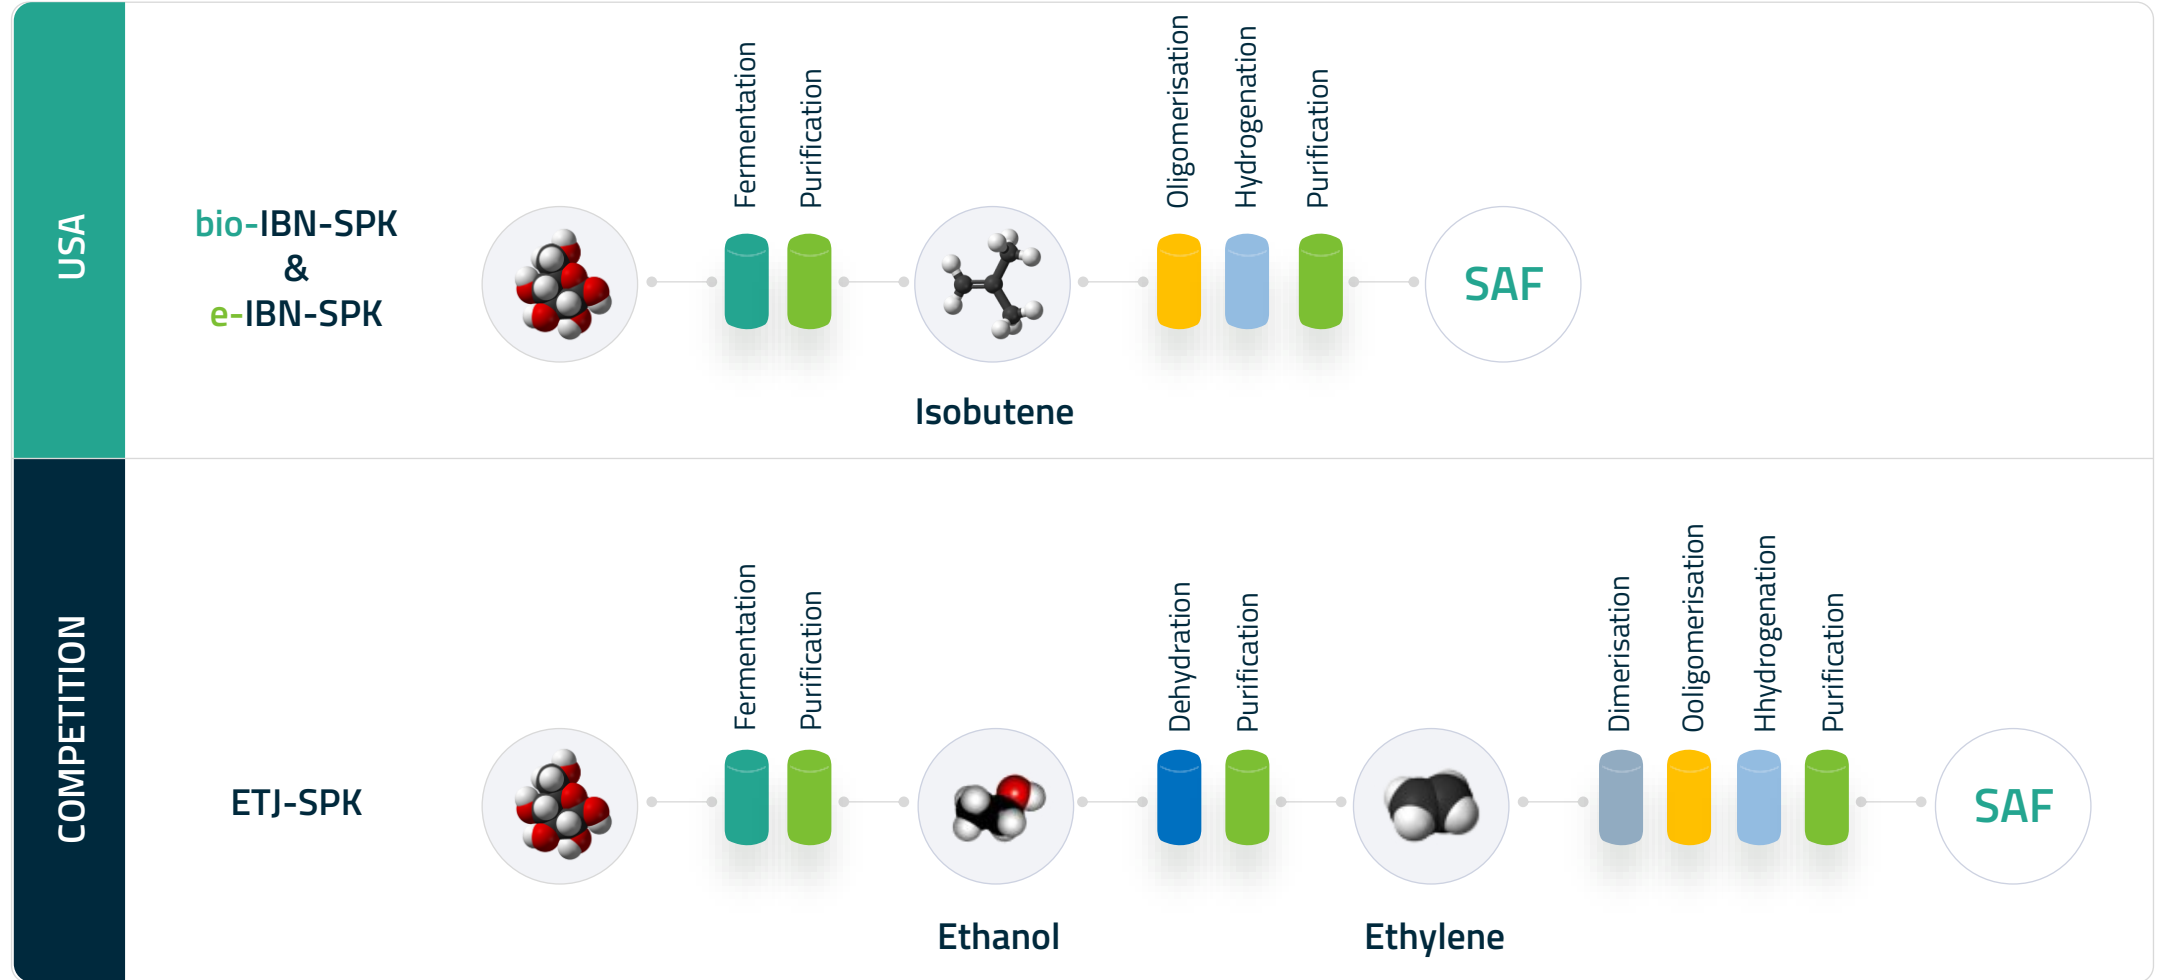 USA
bio-IBN-SPK
&
e-IBN-SPK
Fermentation
Purification
Isobutene
Oligomerisation
Hydrogenation
Purification
SAF
COMPETITION
ETJ-SPK
Fermentation
Purification
Ethanol
Dehydration
Purification
Ethylene
Dimerisation
Ooligomerisation
Hhydrogenation
Purification
SAF